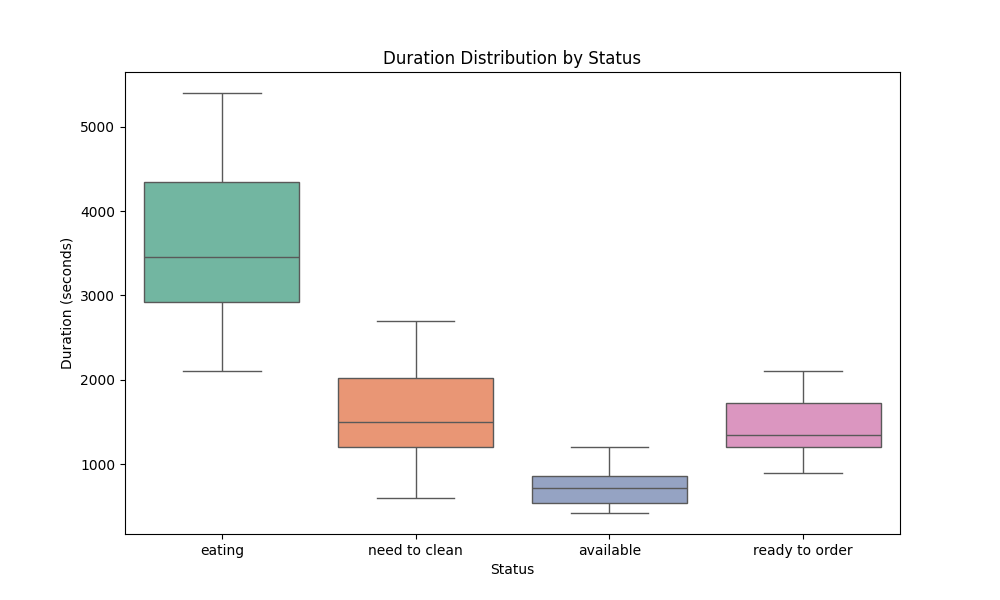 Duration Distribution by Status
Duration (seconds)
5000
4000
3000
2000
1000
eating need to clean available ready to order
Status